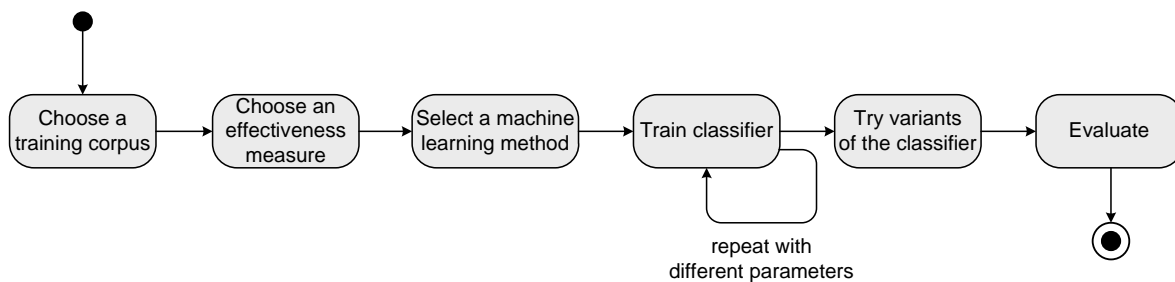 Choose a
training corpus
Choose an
effectiveness
measure
Select a machine
learning method
Train classifier
Try variants
of the classifier
Evaluate
repeat with
different parameters